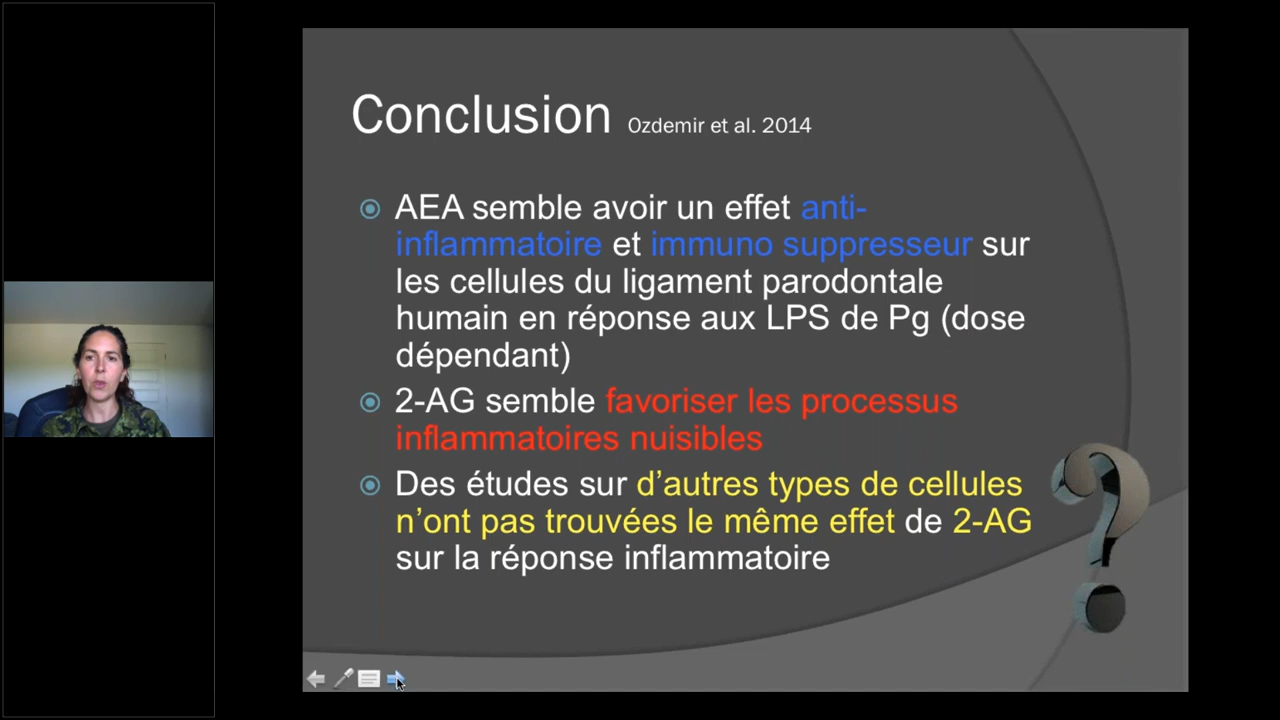 Conclusion Ozdemir et al. 2014
AEA semble avoir un effet anti-
inflammatoire et immuno suppresseur sur
les cellules du ligament parodontale
humain en réponse aux LPS de Pg (dose
dépendant)
2-AG semble favoriser les processus
inflammatoires nuisibles
Des études sur d’autres types de cellules
n’ont pas trouvées le même effet de 2-AG
sur la réponse inflammatoire